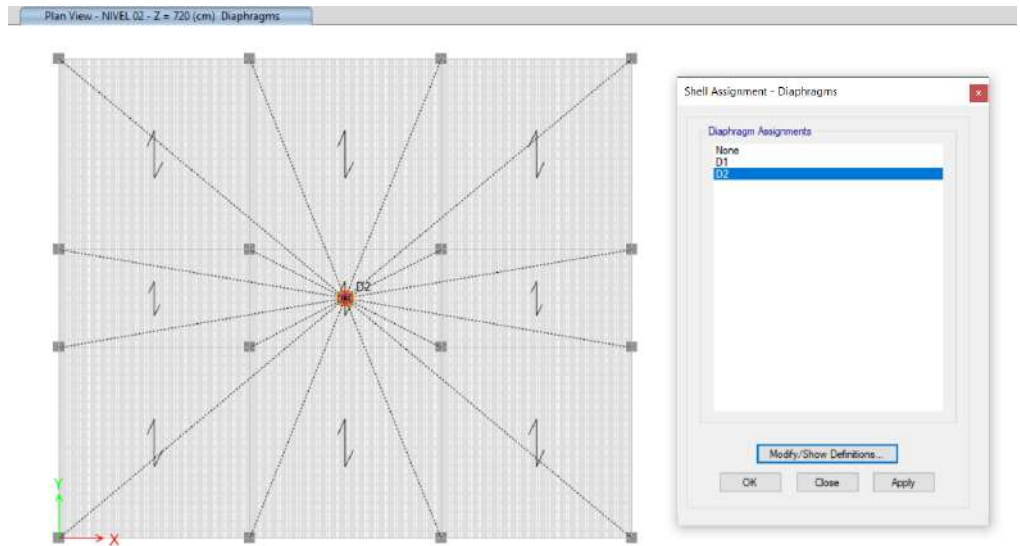 Plan View - NIVEL 02 - Z = 720 (cm) Diaphragms
D2
Y
X
Shell Assignment - Diaphragms
x
Diaphragm Assignments
None
D1
D2
Modify/Show Definitions...
OK
Close
Apply